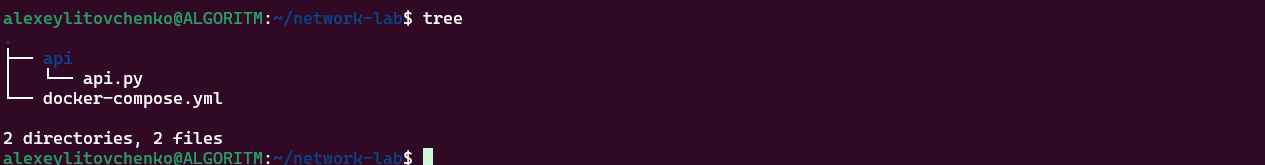 alexeylitovchenko@ALGORITM:~/network-lab$ tree
.
├── api
│   └── api.py
└── docker-compose.yml
2 directories, 2 files
alexeylitovchenko@ALGORITM:~/network-lab$